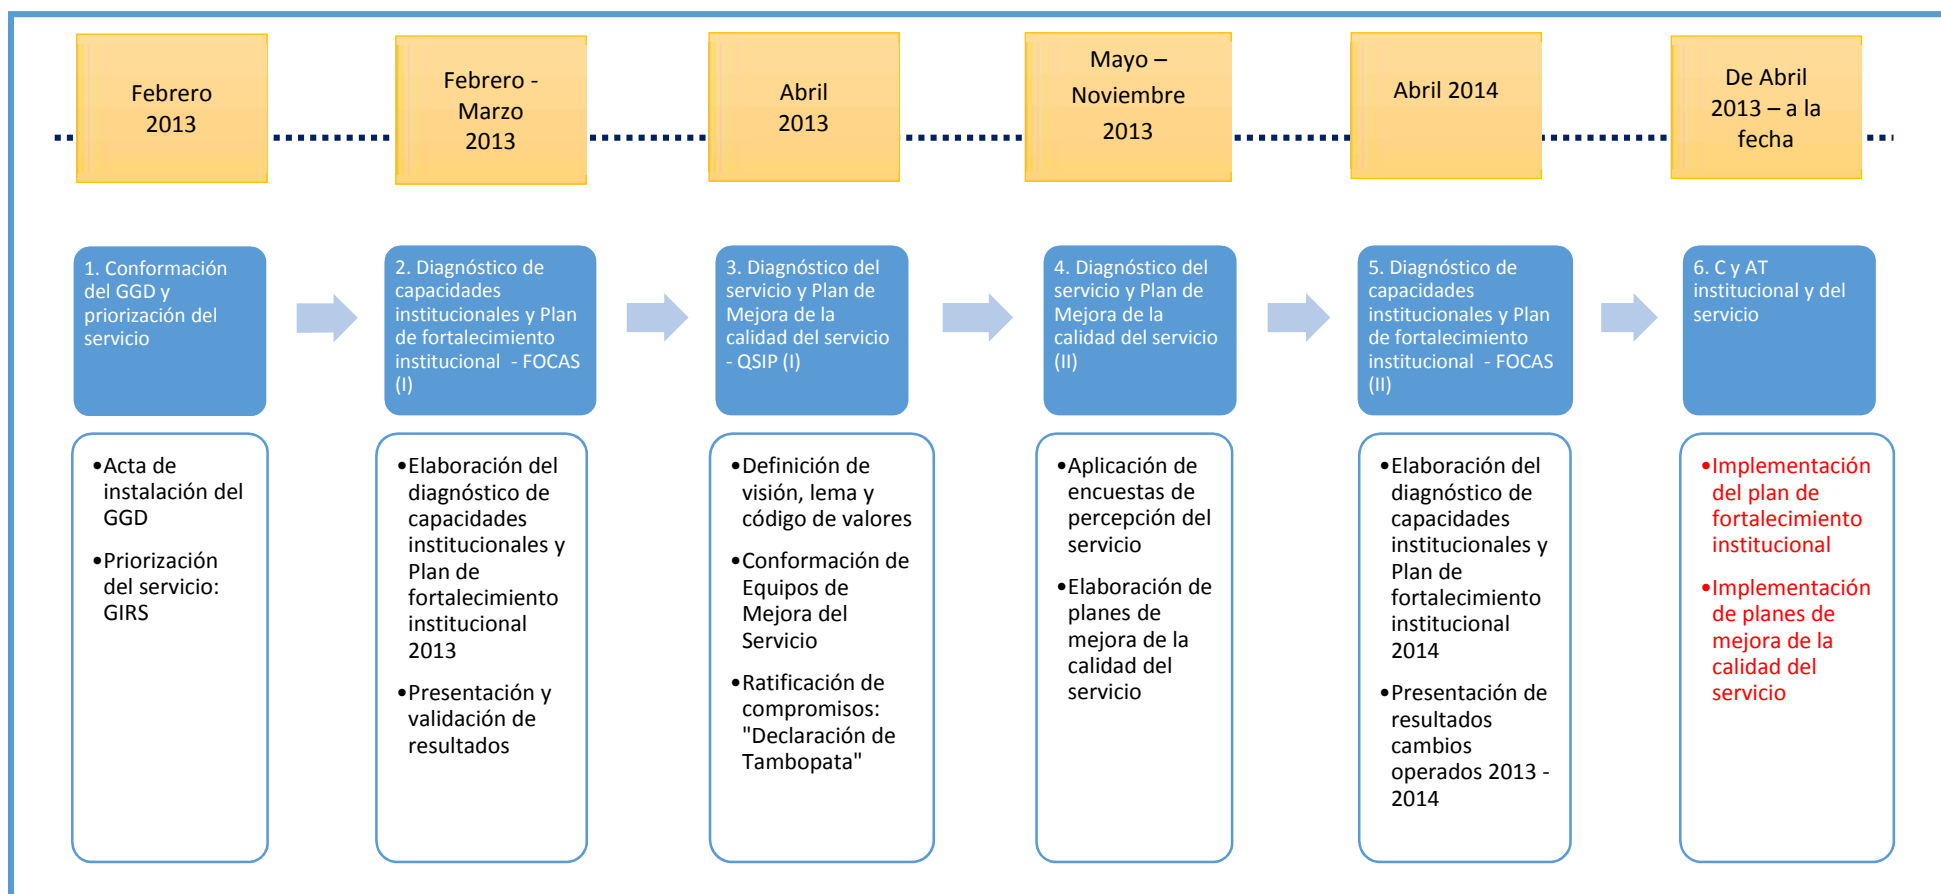 Febrero
2013
Febrero -
Marzo
2013
Abril
2013
Mayo –
Noviembre
2013
Abril 2014
De Abril
2013 – a la
fecha
1. Conformación
del GGD y
priorización del
servicio
2. Diagnóstico de
capacidades
institucionales y Plan
de fortalecimiento
institucional - FOCAS
(I)
3. Diagnóstico del
servicio y Plan de
Mejora de la
calidad del servicio
- QSIP (I)
4. Diagnóstico del
servicio y Plan de
Mejora de la
calidad del servicio
(II)
5. Diagnóstico de
capacidades
institucionales y Plan
de fortalecimiento
institucional - FOCAS
(II)
6. C y AT
institucional y del
servicio
•Acta de
instalación del
GGD
•Priorización
del servicio:
GIRS
•Elaboración del
diagnóstico de
capacidades
institucionales y
Plan de
fortalecimiento
institucional
2013
•Presentación y
validación de
resultados
•Definición de
visión, lema y
código de valores
•Conformación de
Equipos de
Mejora del
Servicio
•Ratificación de
compromisos:
"Declaración de
Tambopata"
•Aplicación de
encuestas de
percepción del
servicio
•Elaboración de
planes de
mejora de la
calidad del
servicio
•Elaboración del
diagnóstico de
capacidades
institucionales y
Plan de
fortalecimiento
institucional
2014
•Presentación de
resultados
cambios
operados 2013 -
2014
•Implementación
del plan de
fortalecimiento
institucional
•Implementación
de planes de
mejora de la
calidad del
servicio